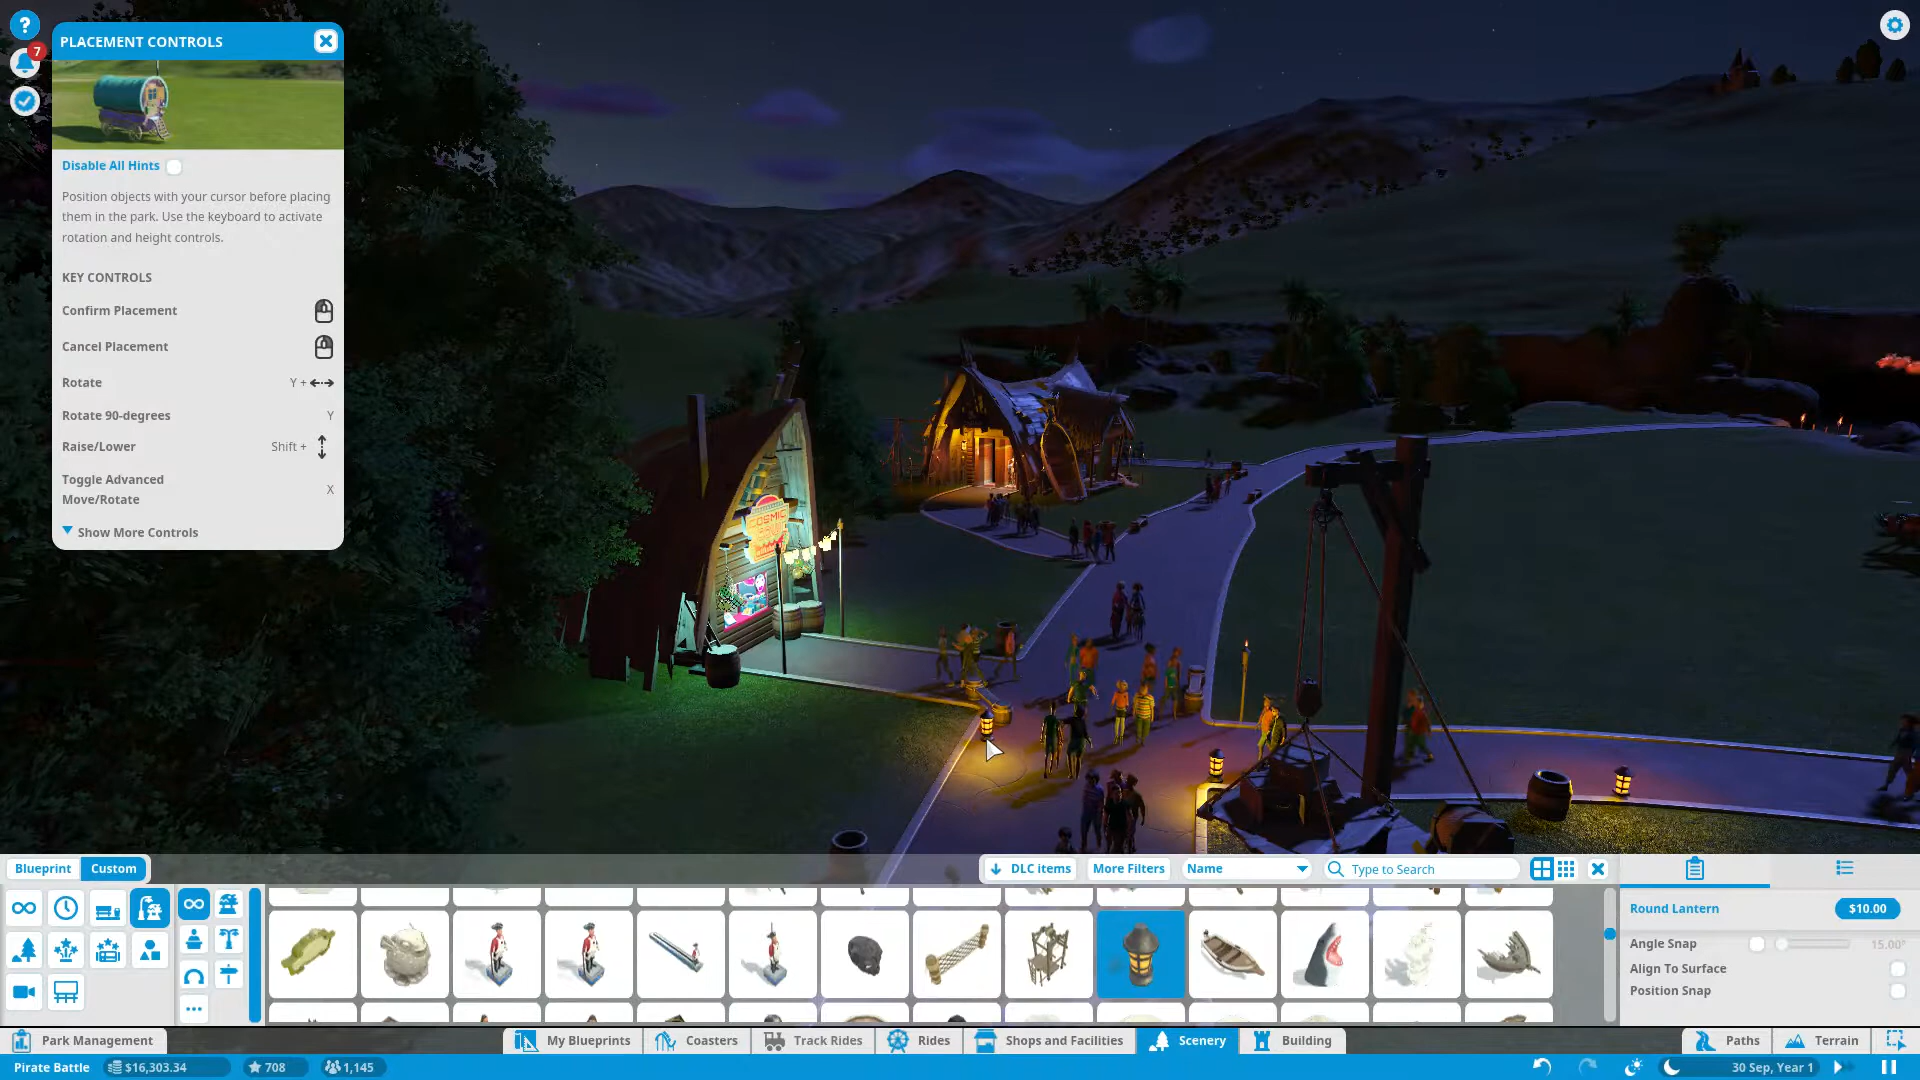 ?
7
PLACEMENT CONTROLS
Disable All Hints
Position objects with your cursor before placing
them in the park. Use the keyboard to activate
rotation and height controls.
KEY CONTROLS
Confirm Placement
Cancel Placement
Rotate Y +
Rotate 90-degrees Y
Raise/Lower Shift +
Toggle Advanced
Move/Rotate X
Show More Controls
COSMIC
COW
Blueprint Custom
DLC items More Filters Name Type to Search
Round Lantern $10.00
Angle Snap 15.00°
Align To Surface
Position Snap
Park Management My Blueprints Coasters Track Rides Rides Shops and Facilities Scenery Building Paths Terrain
Pirate Battle $16,303.34 708 1,145 30 Sep, Year 1